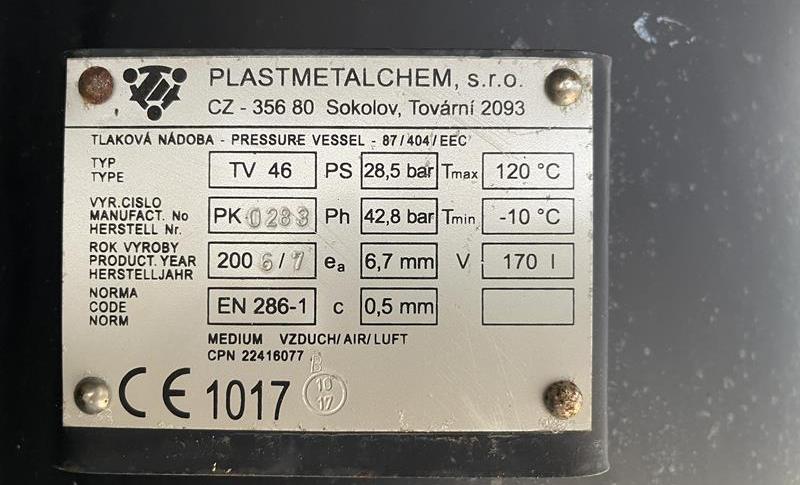 PLASTMETALCHEM, s.r.o.
CZ - 356 80 Sokolov, Tovární 2093
TLAKOVÁ NÁDOBA - PRESSURE VESSEL - 87/404/EEC
TYP
TYPE
TV 46 PS 28,5 bar Tmax 120 °C
VYR.CISLO
MANUFACT. No
HERSTELL Nr.
PK 0283 Ph 42,8 bar Tmin -10 °C
ROK VYROBY
PRODUCT. YEAR
HERSTELLJAHR
200 6/7 ea 6,7 mm V 170 l
NORMA
CODE
NORM
EN 286-1 c 0,5 mm
MEDIUM VZDUCH/AIR/LUFT
CPN 22416077
CE 1017
B
10
17